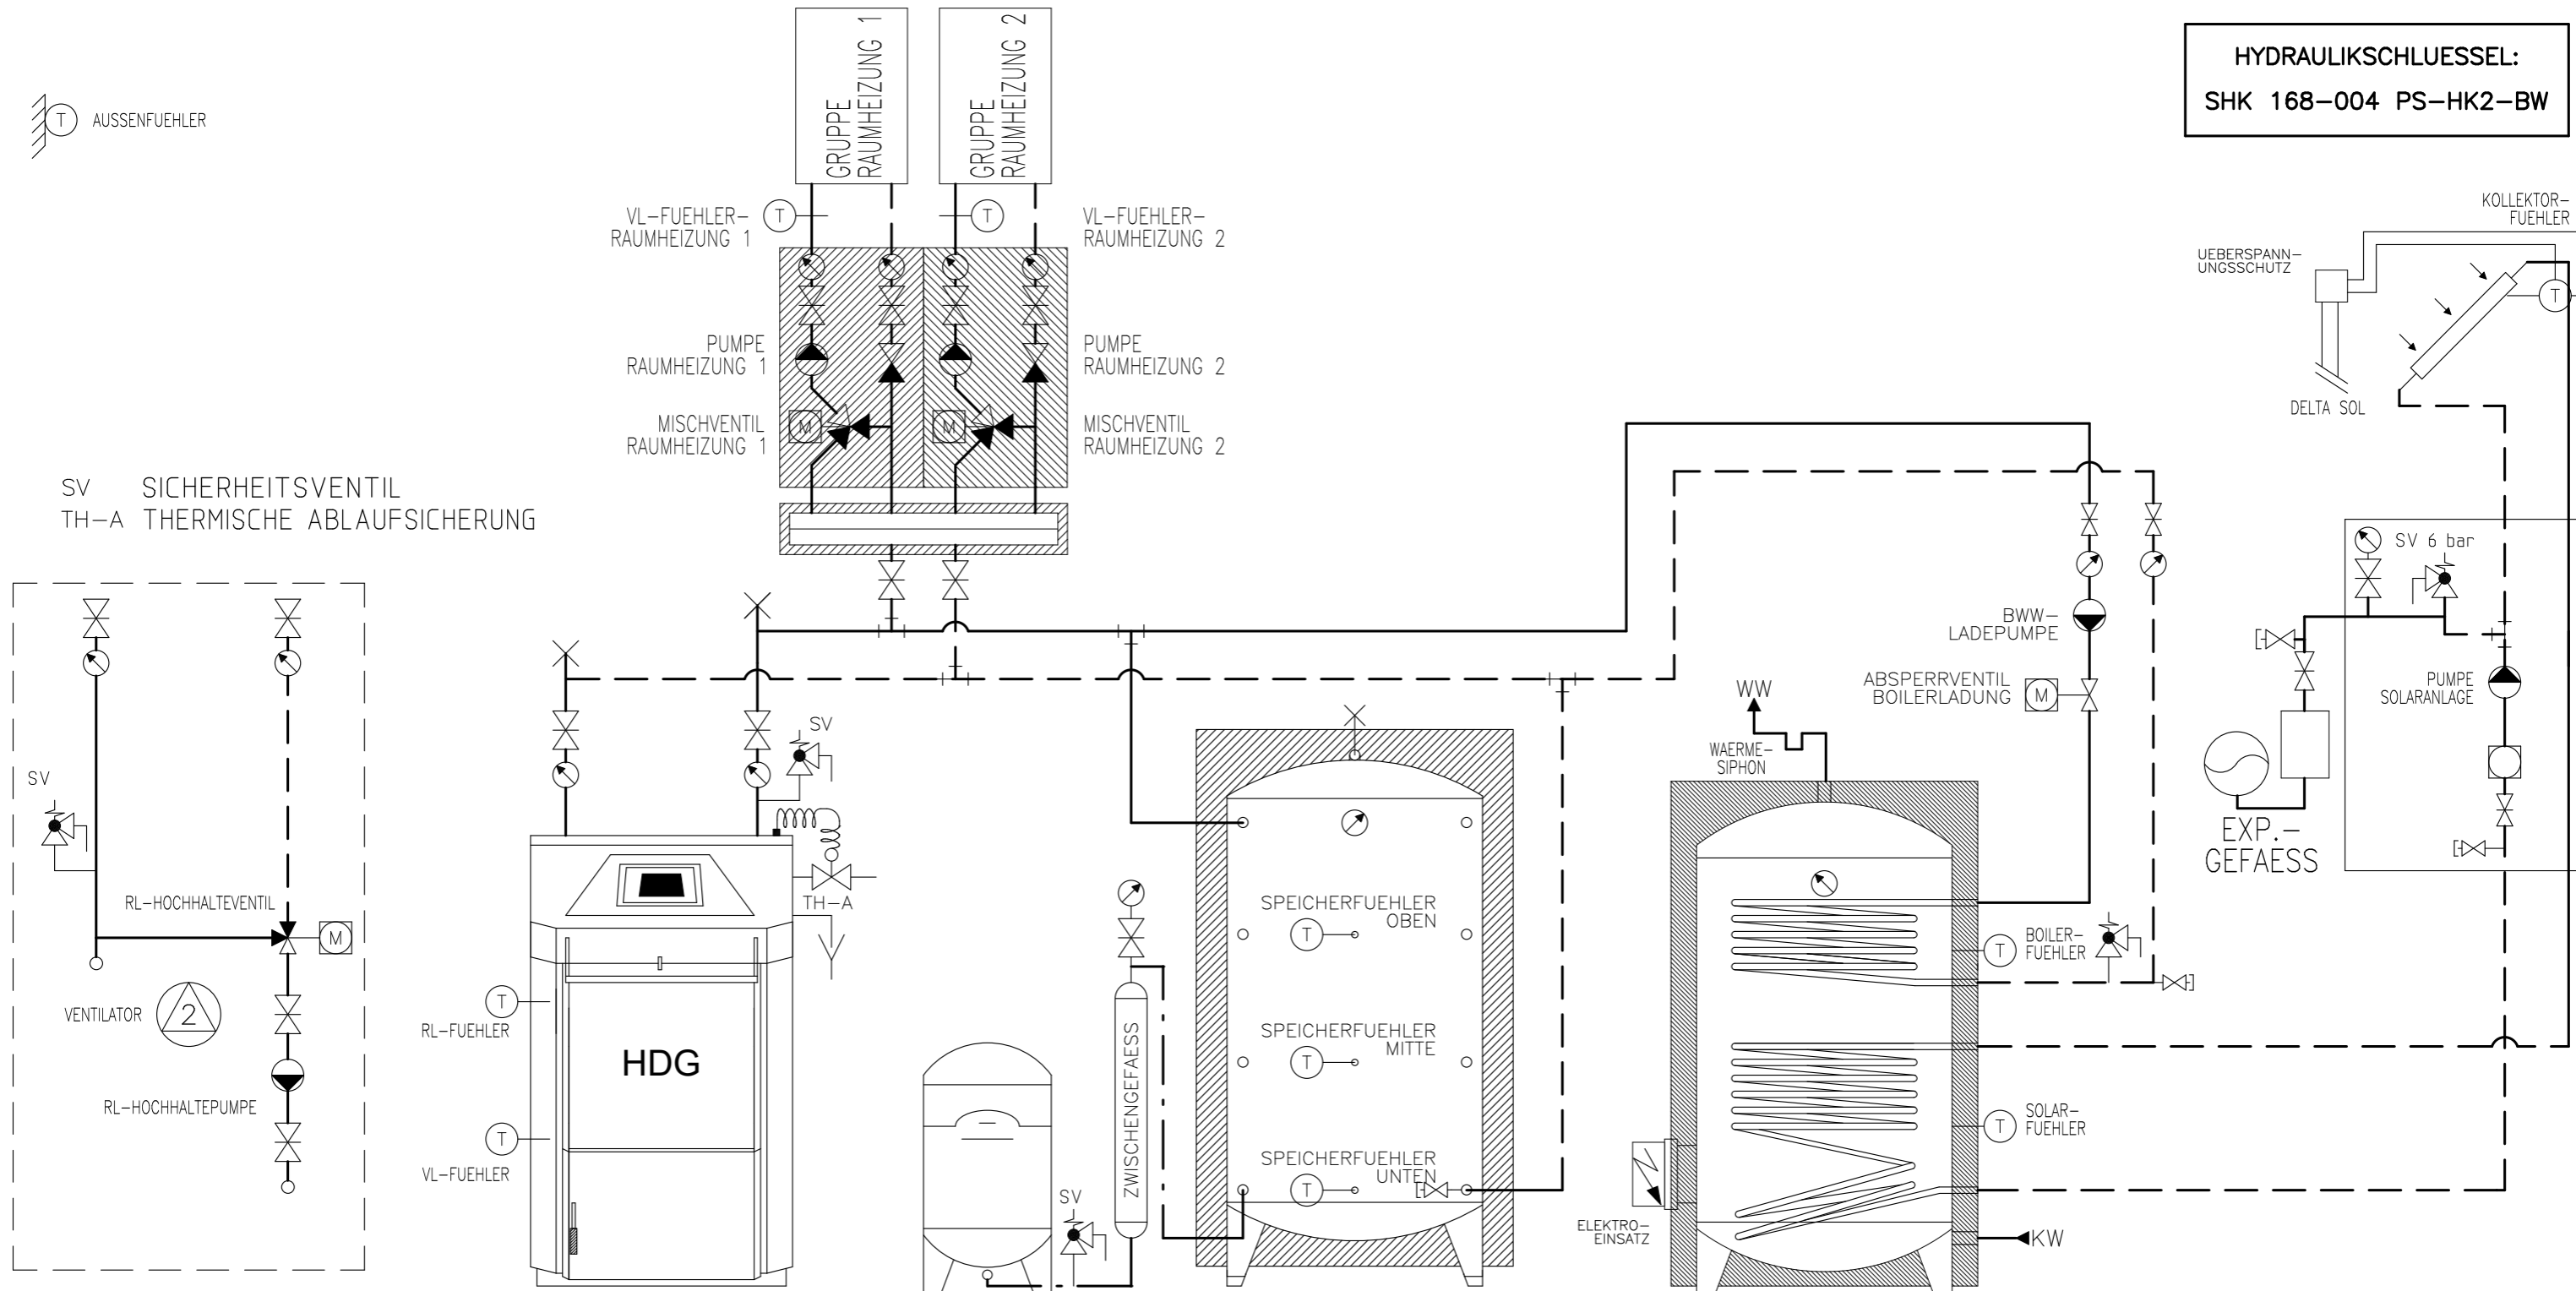 HYDRAULIKSCHLUESSEL:
SHK 168-004 PS-HK2-BW
T
AUSSENFUEHLER
GRUPPE
RAUMHEIZUNG 1
GRUPPE
RAUMHEIZUNG 2
VL-FUEHLER-
RAUMHEIZUNG 1
T
T
VL-FUEHLER-
RAUMHEIZUNG 2
PUMPE
RAUMHEIZUNG 1
PUMPE
RAUMHEIZUNG 2
MISCHVENTIL
RAUMHEIZUNG 1
M
M
MISCHVENTIL
RAUMHEIZUNG 2
KOLLEKTOR-
FUEHLER
UEBERSPANN-
UNGSSCHUTZ
T
DELTA SOL
SV SICHERHEITSVENTIL
TH-A THERMISCHE ABLAUFSICHERUNG
SV
RL-HOCHHALTEVENTIL
M
VENTILATOR
2
RL-HOCHHALTEPUMPE
SV
TH-A
T
RL-FUEHLER
HDG
T
VL-FUEHLER
SV
ZWISCHENGEFAESS
SPEICHERFUEHLER
OBEN
T
SPEICHERFUEHLER
MITTE
T
SPEICHERFUEHLER
UNTEN
T
BWW-
LADEPUMPE
ABSPERRVENTIL
BOILERLADUNG
M
WW
WAERME-
SIPHON
T
BOILER-
FUEHLER
T
SOLAR-
FUEHLER
ELEKTRO-
EINSATZ
KW
SV 6 bar
PUMPE
SOLARANLAGE
EXP.-
GEFAESS